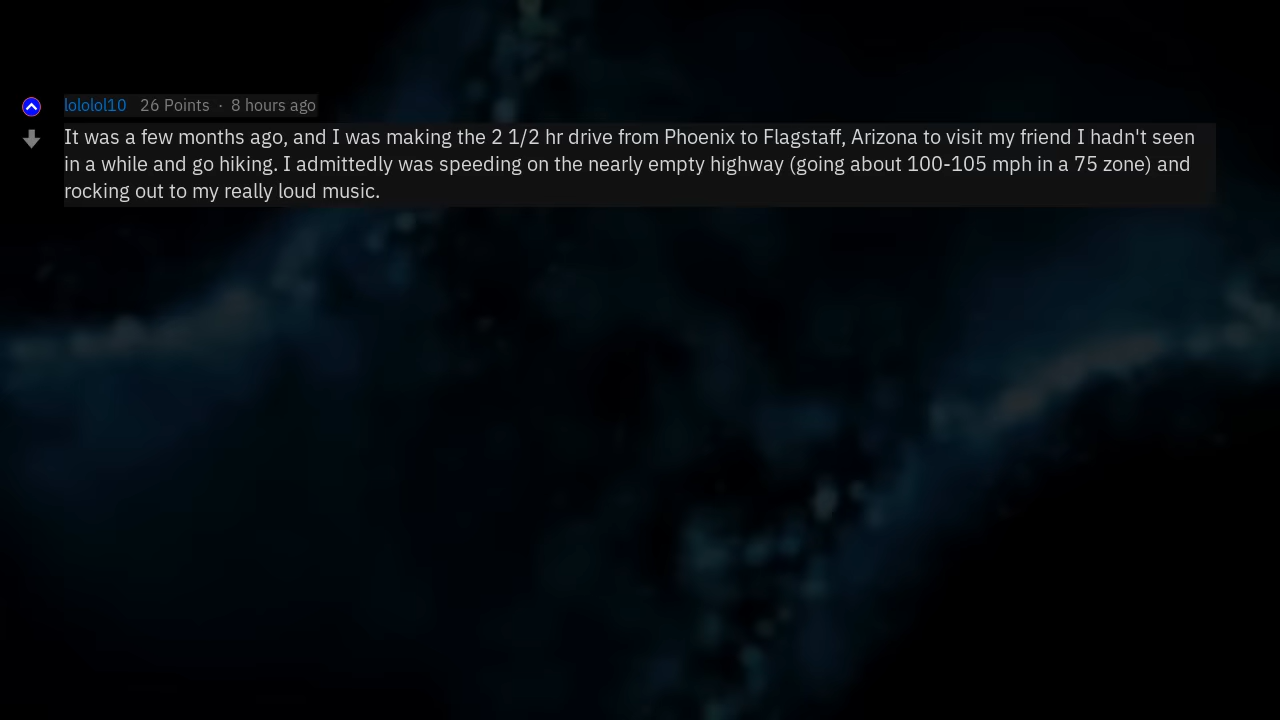 lololol10 26 Points · 8 hours ago
It was a few months ago, and I was making the 2 1/2 hr drive from Phoenix to Flagstaff, Arizona to visit my friend I hadn't seen
in a while and go hiking. I admittedly was speeding on the nearly empty highway (going about 100-105 mph in a 75 zone) and
rocking out to my really loud music.